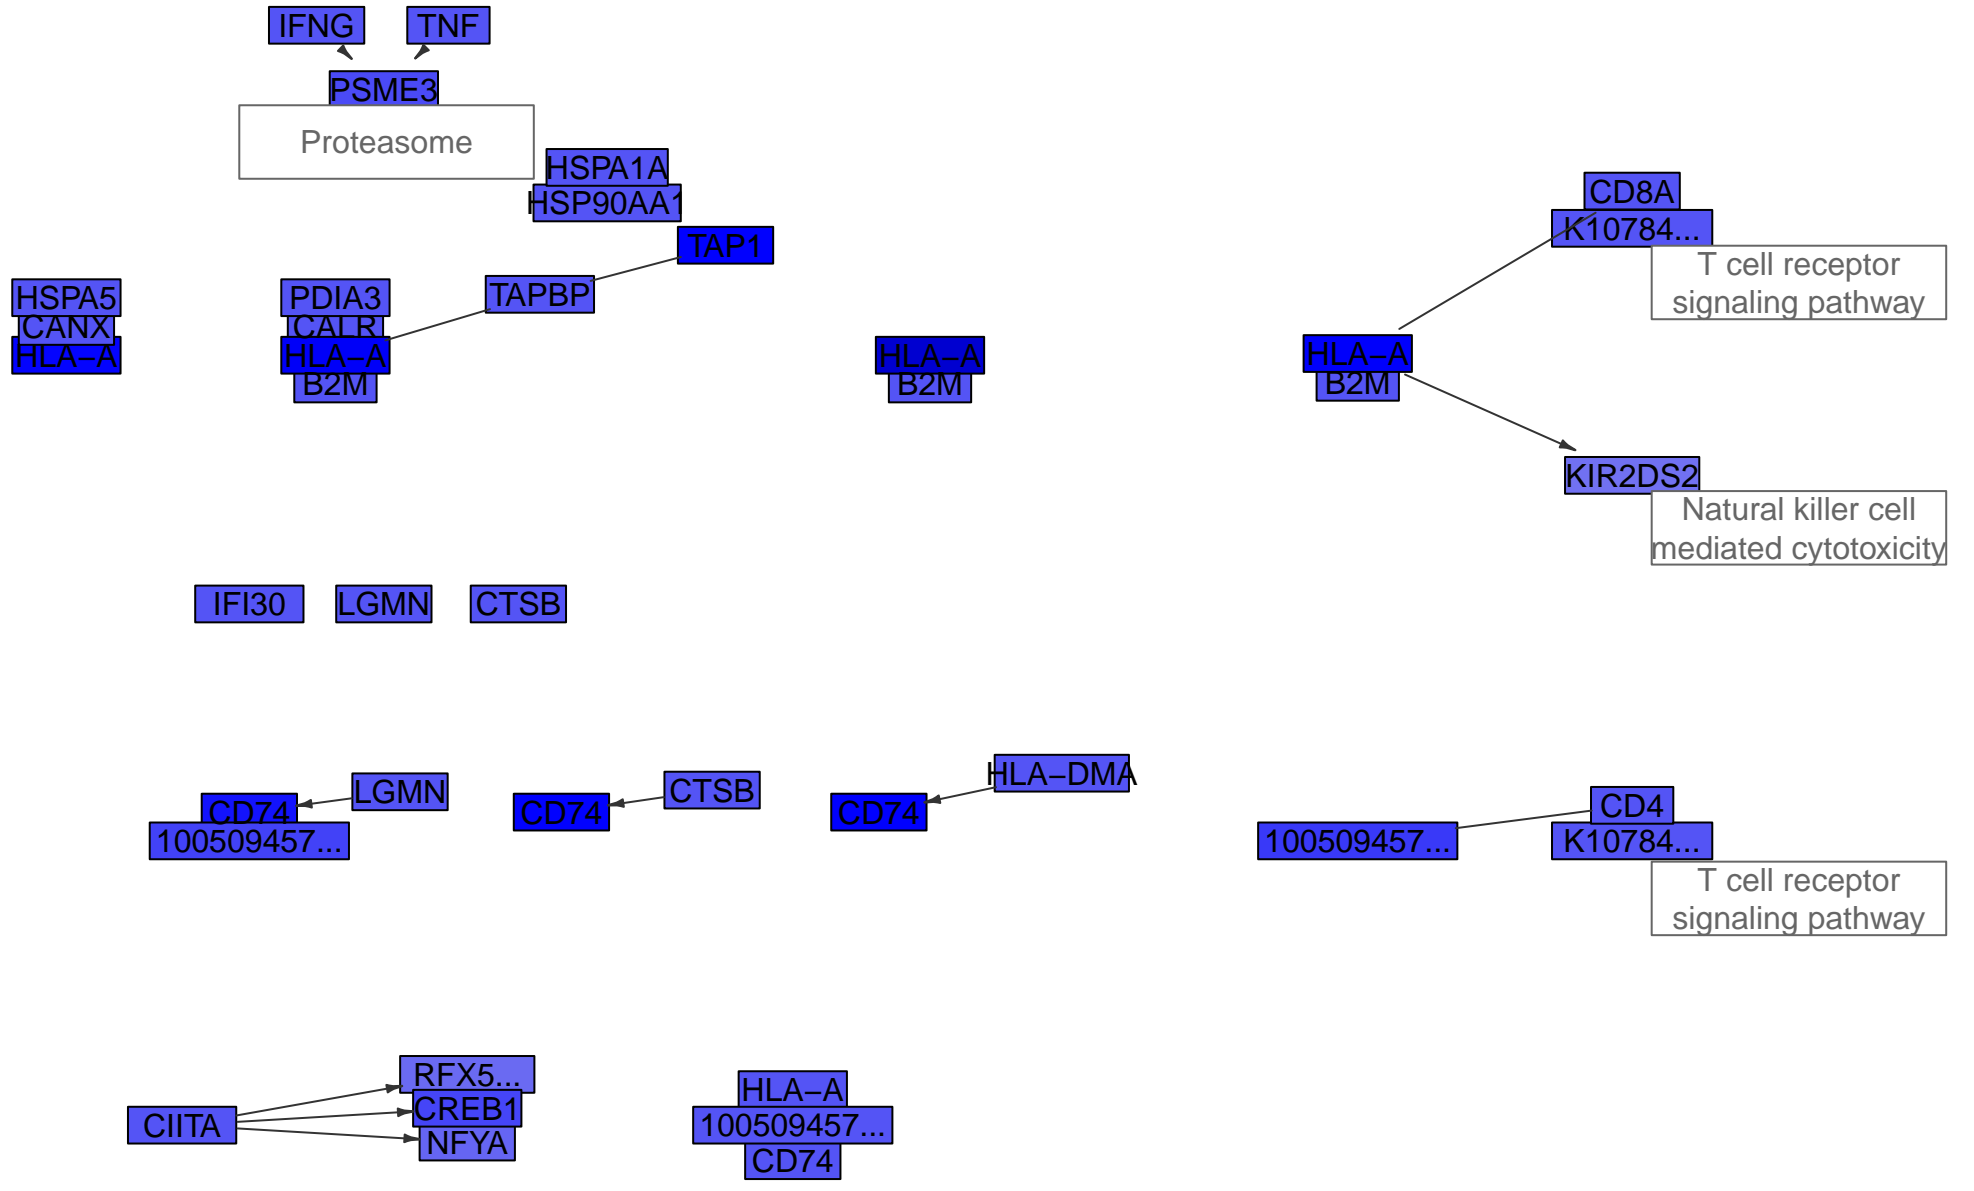 IFNG
TNF
PSME3
Proteasome
HSPA1A
HSP90AA1
TAP1
TAPBP
HSPA5
CANX
HLA−A
PDIA3
CALR
HLA−A
B2M
HLA−A
B2M
CD8A
K10784...
T cell receptor
signaling pathway
HLA−A
B2M
KIR2DS2
Natural killer cell
mediated cytotoxicity
IFI30
LGMN
CTSB
CD74
100509457...
LGMN
CD74
CTSB
CD74
HLA−DMA
100509457...
CD4
K10784...
T cell receptor
signaling pathway
CIITA
RFX5...
CREB1
NFYA
HLA−A
100509457...
CD74